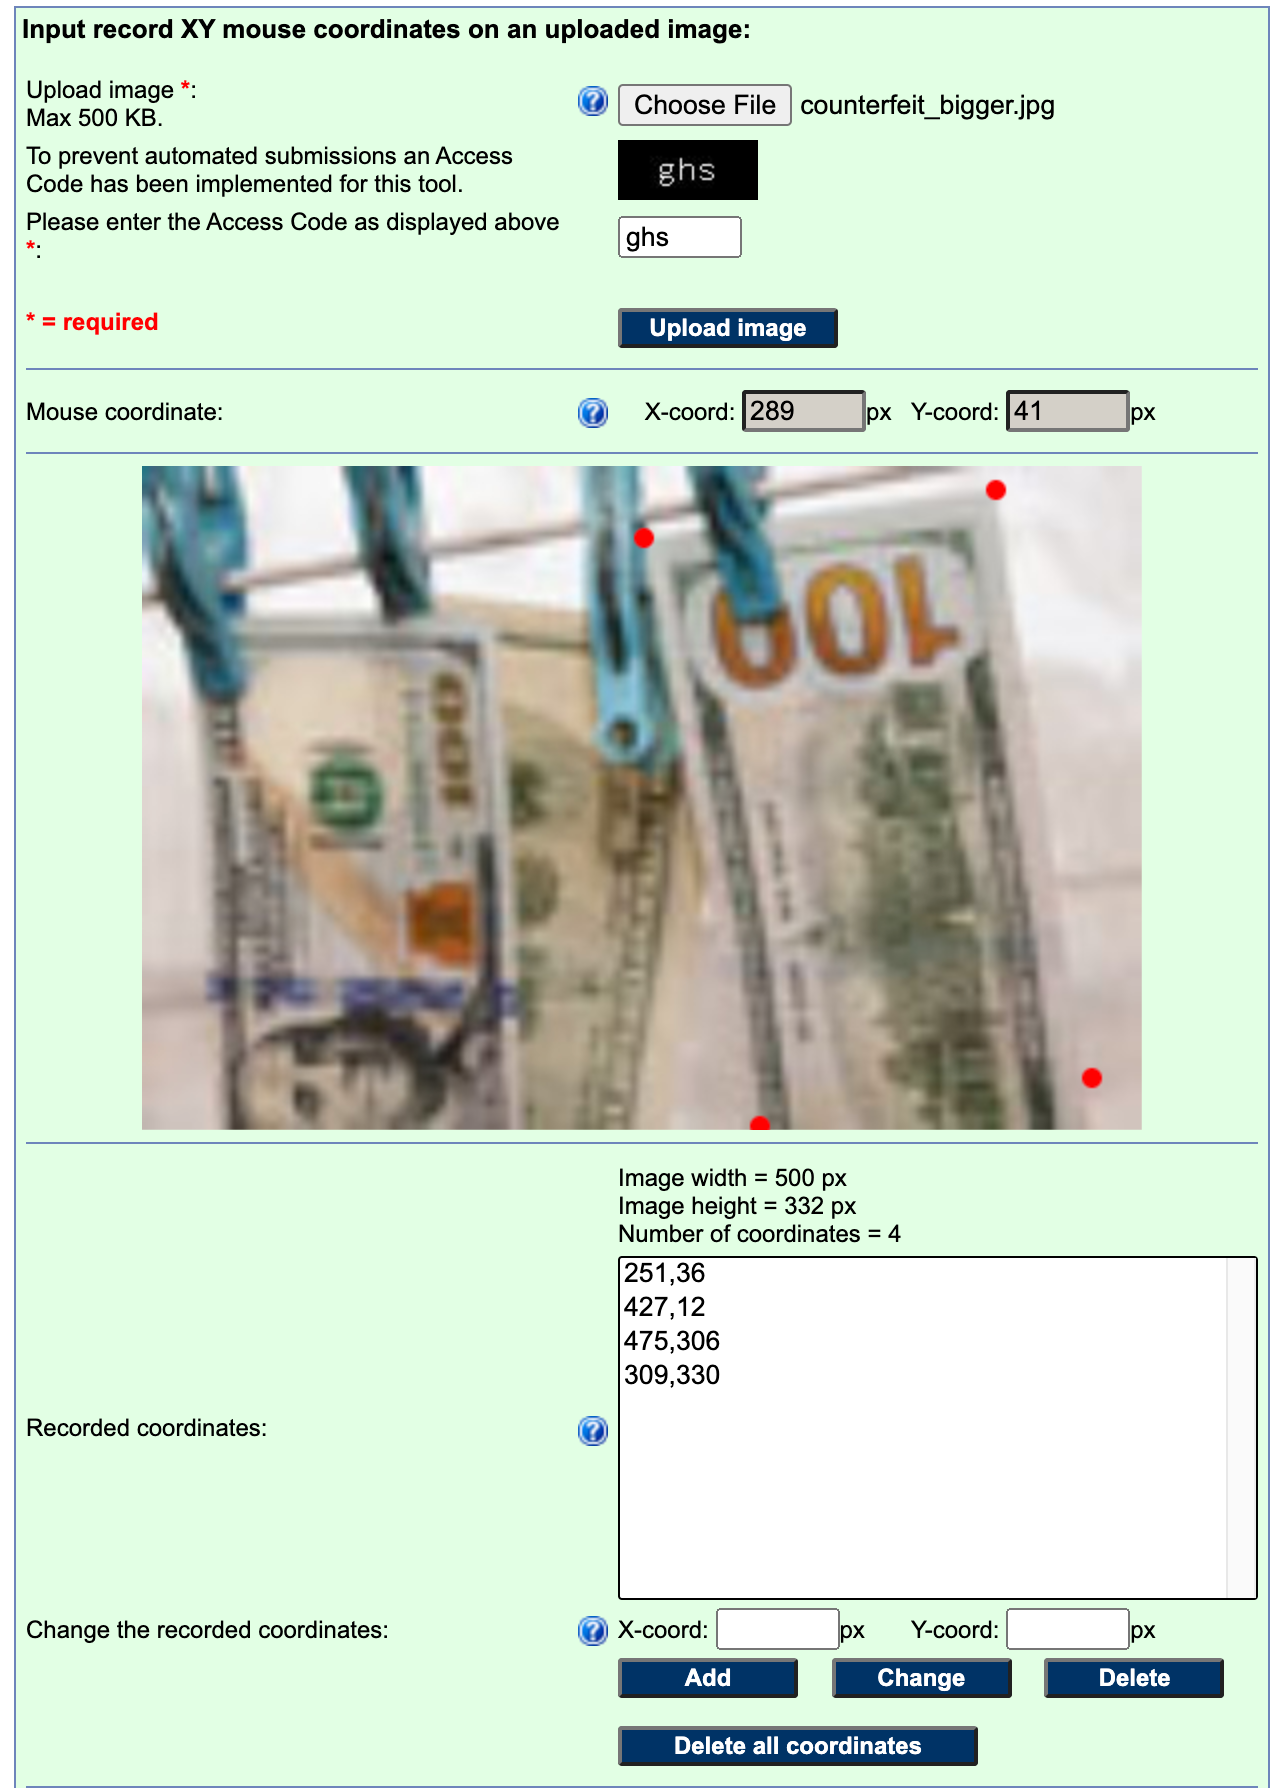 Input record XY mouse coordinates on an uploaded image:
Upload image *:
Max 500 KB.
Choose File counterfeit_bigger.jpg
To prevent automated submissions an Access
Code has been implemented for this tool.
ghs
Please enter the Access Code as displayed above
*:
ghs
* = required
Upload image
Mouse coordinate:
X-coord: 289 px Y-coord: 41 px
100
100
Image width = 500 px
Image height = 332 px
Number of coordinates = 4
251,36
427,12
475,306
309,330
Recorded coordinates:
Change the recorded coordinates:
X-coord: px Y-coord: px
Add Change Delete
Delete all coordinates